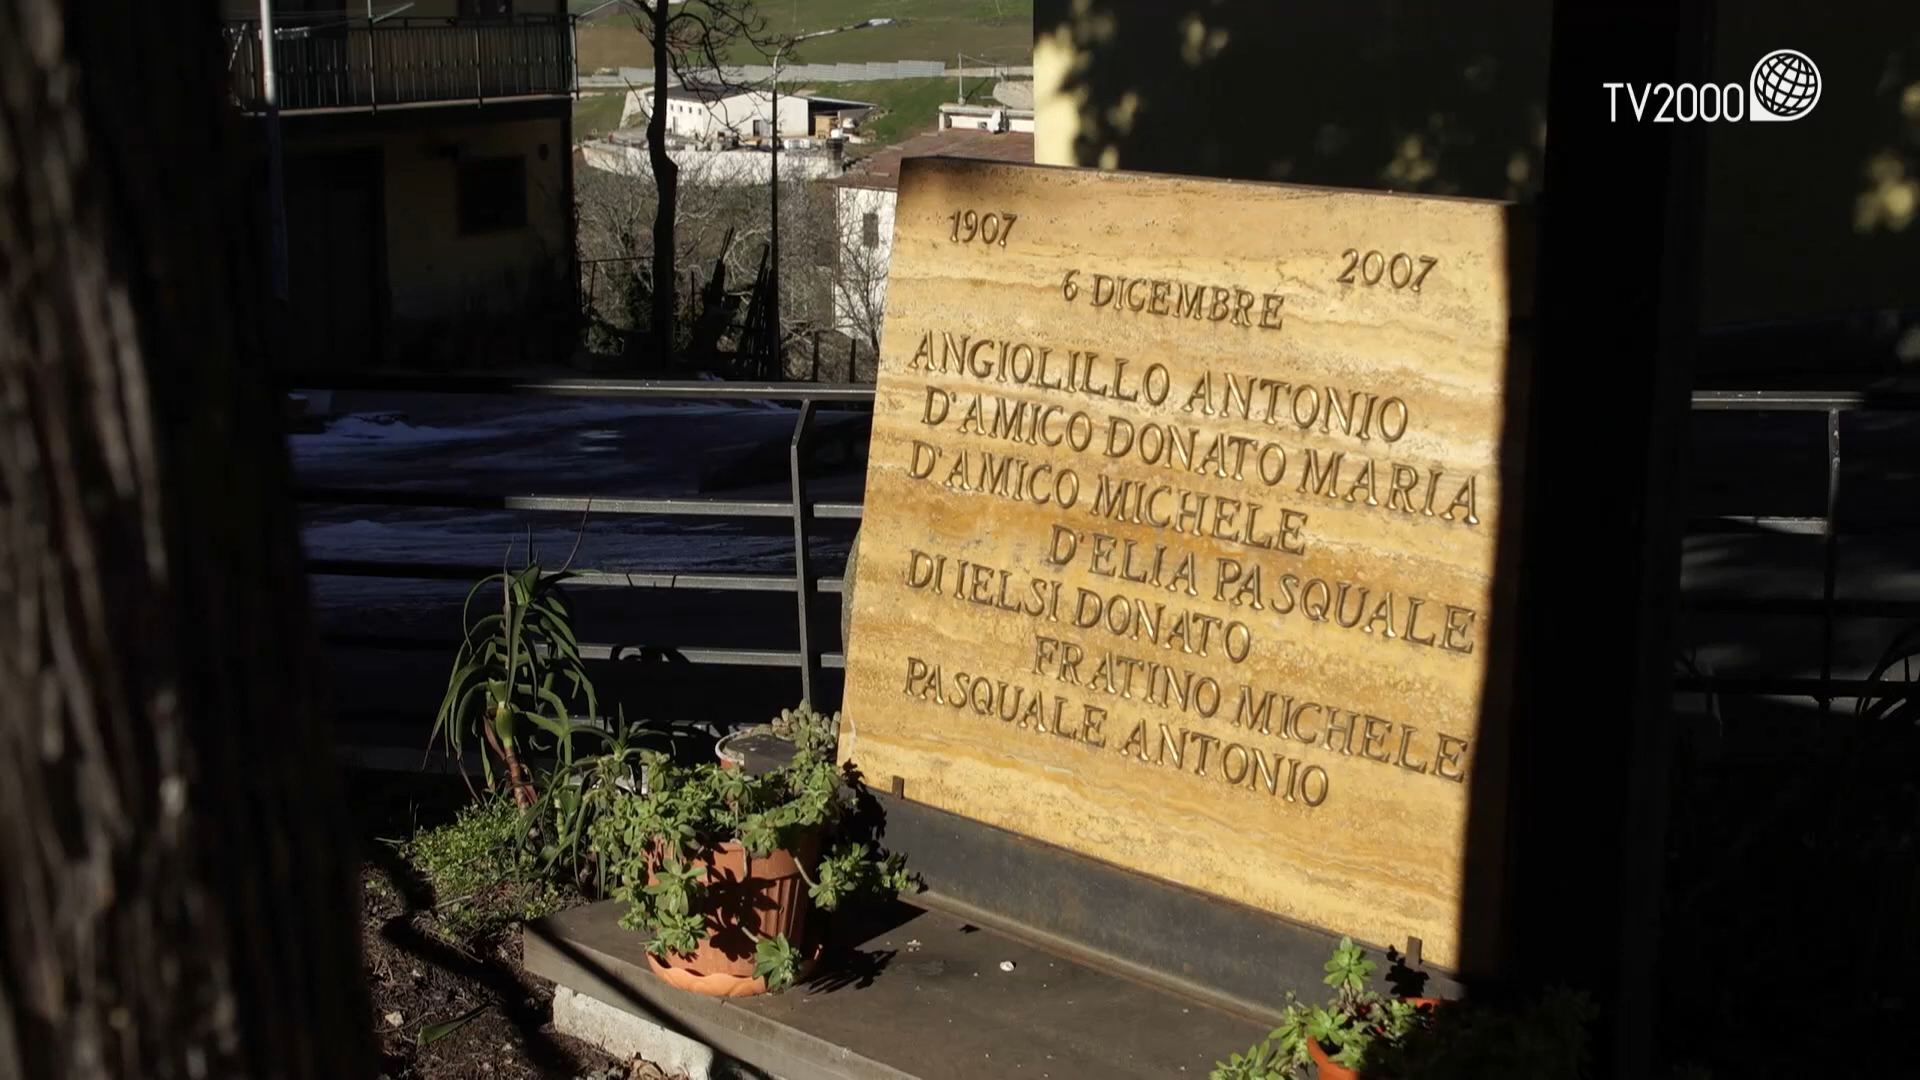 TV2000
1907
2007
6 DICEMBRE
ANGIOLILLO ANTONIO
D'AMICO DONATO MARIA
D'AMICO MICHELE
D'ELIA PASQUALE
DI IELSI DONATO
FRATINO MICHELE
PASQUALE ANTONIO